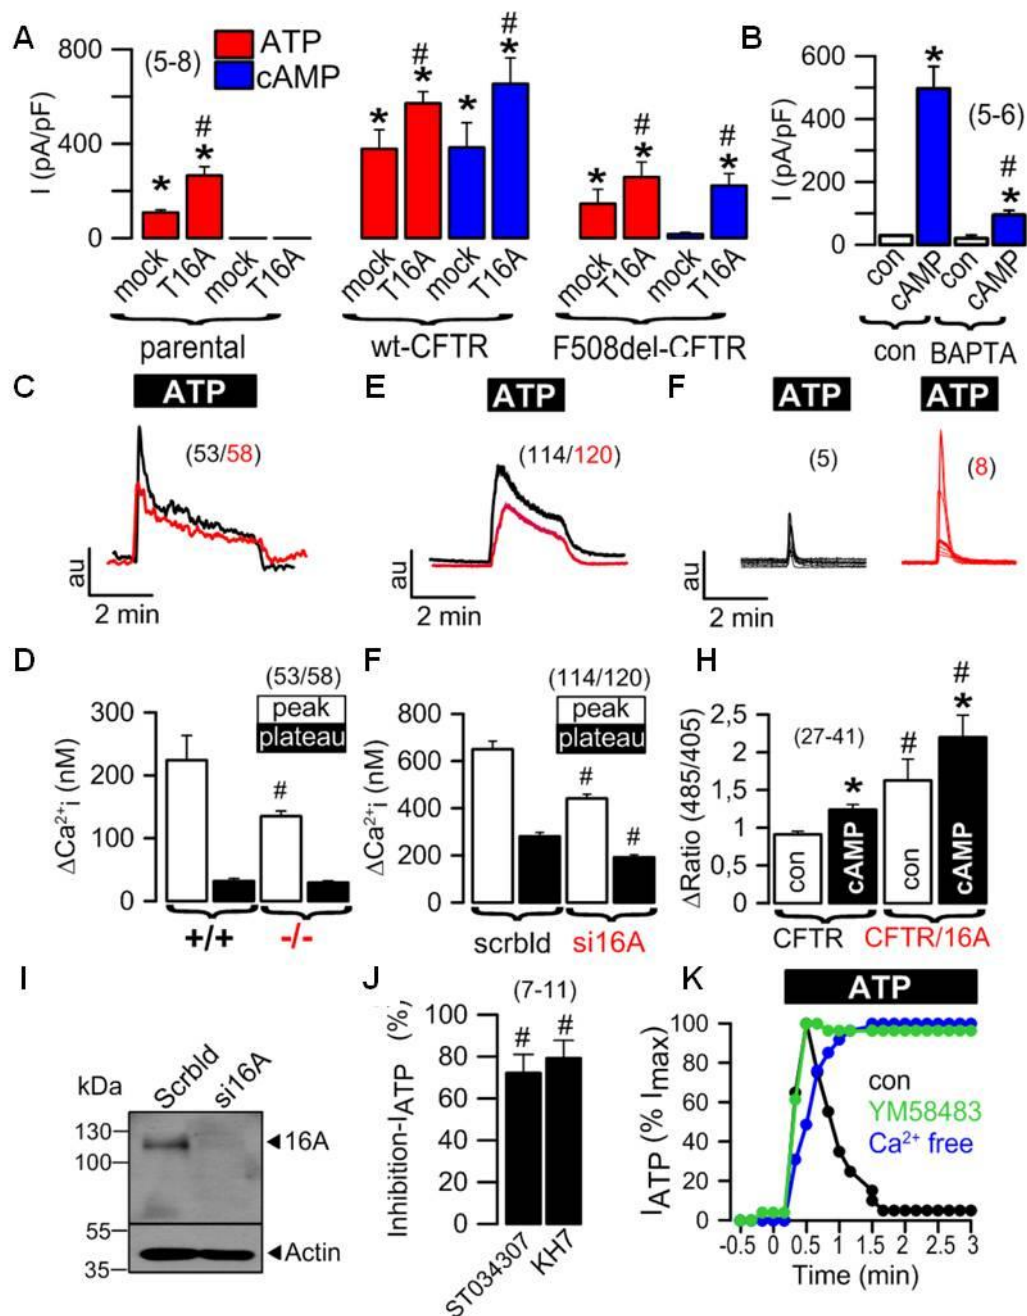 A
800
400
0
I (pA/pF)
(5-8)
ATP
cAMP
*
#
*
*
#
*
*
#
*
*
#
*
#
*
mock
T16A
mock
T16A
mock
T16A
mock
T16A
mock
T16A
mock
T16A
parental
wt-CFTR
F508del-CFTR
B
600
400
200
0
I (pA/pF)
*
(5-6)
#
*
con
cAMP
con
cAMP
con
BAPTA
C
ATP
(53/58)
au
2 min
E
ATP
(114/120)
au
2 min
F
ATP
ATP
(5)
(8)
au
2 min
D
(53/58)
peak
plateau
300
200
100
0
ΔCa²⁺i (nM)
#
+/+
-/-
F
(114/120)
peak
plateau
800
600
400
200
0
ΔCa²⁺i (nM)
#
#
scrbld
si16A
H
2,5
2
1,5
1
0,5
0
ΔRatio (485/405)
(27-41)
*
#
#
*
con
cAMP
con
cAMP
CFTR
CFTR/16A
I
kDa
Scrbld
si16A
130
100
55
35
16A
Actin
J
(7-11)
100
80
60
40
20
0
Inhibition-I_ATP (%)
#
#
ST034307
KH7
K
ATP
100
80
60
40
20
0
I_ATP (% I_max)
con
YM58483
Ca²⁺ free
-0.5 0 0.5 1 1.5 2 2.5 3
Time (min)